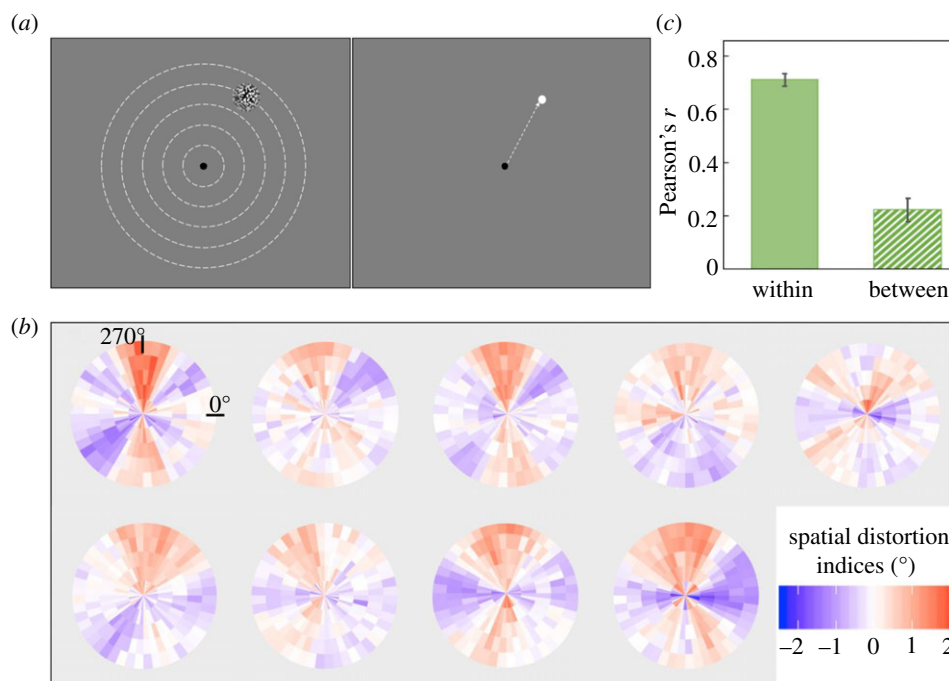 (a)
(c)
0.8
0.6
0.4
0.2
0
Pearson's r
within
between
(b)
270°
0°
spatial distortion
indices (°)
–2
–1
0
1
2